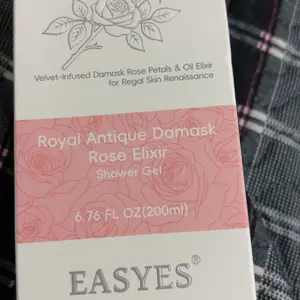 Velvet-Infused Damask Rose Petals & Oil Elixir
for Regal Skin Renaissance
Royal Antique Damask
Rose Elixir
Shower Gel
6.76 FL OZ(200ml)
EASYES®